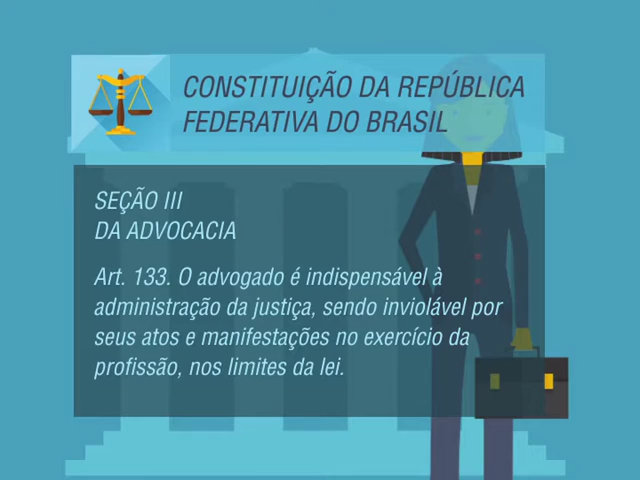 CONSTITUIÇÃO DA REPÚBLICA
FEDERATIVA DO BRASIL
SEÇÃO III
DA ADVOCACIA
Art. 133. O advogado é indispensável à
administração da justiça, sendo inviolável por
seus atos e manifestações no exercício da
profissão, nos limites da lei.